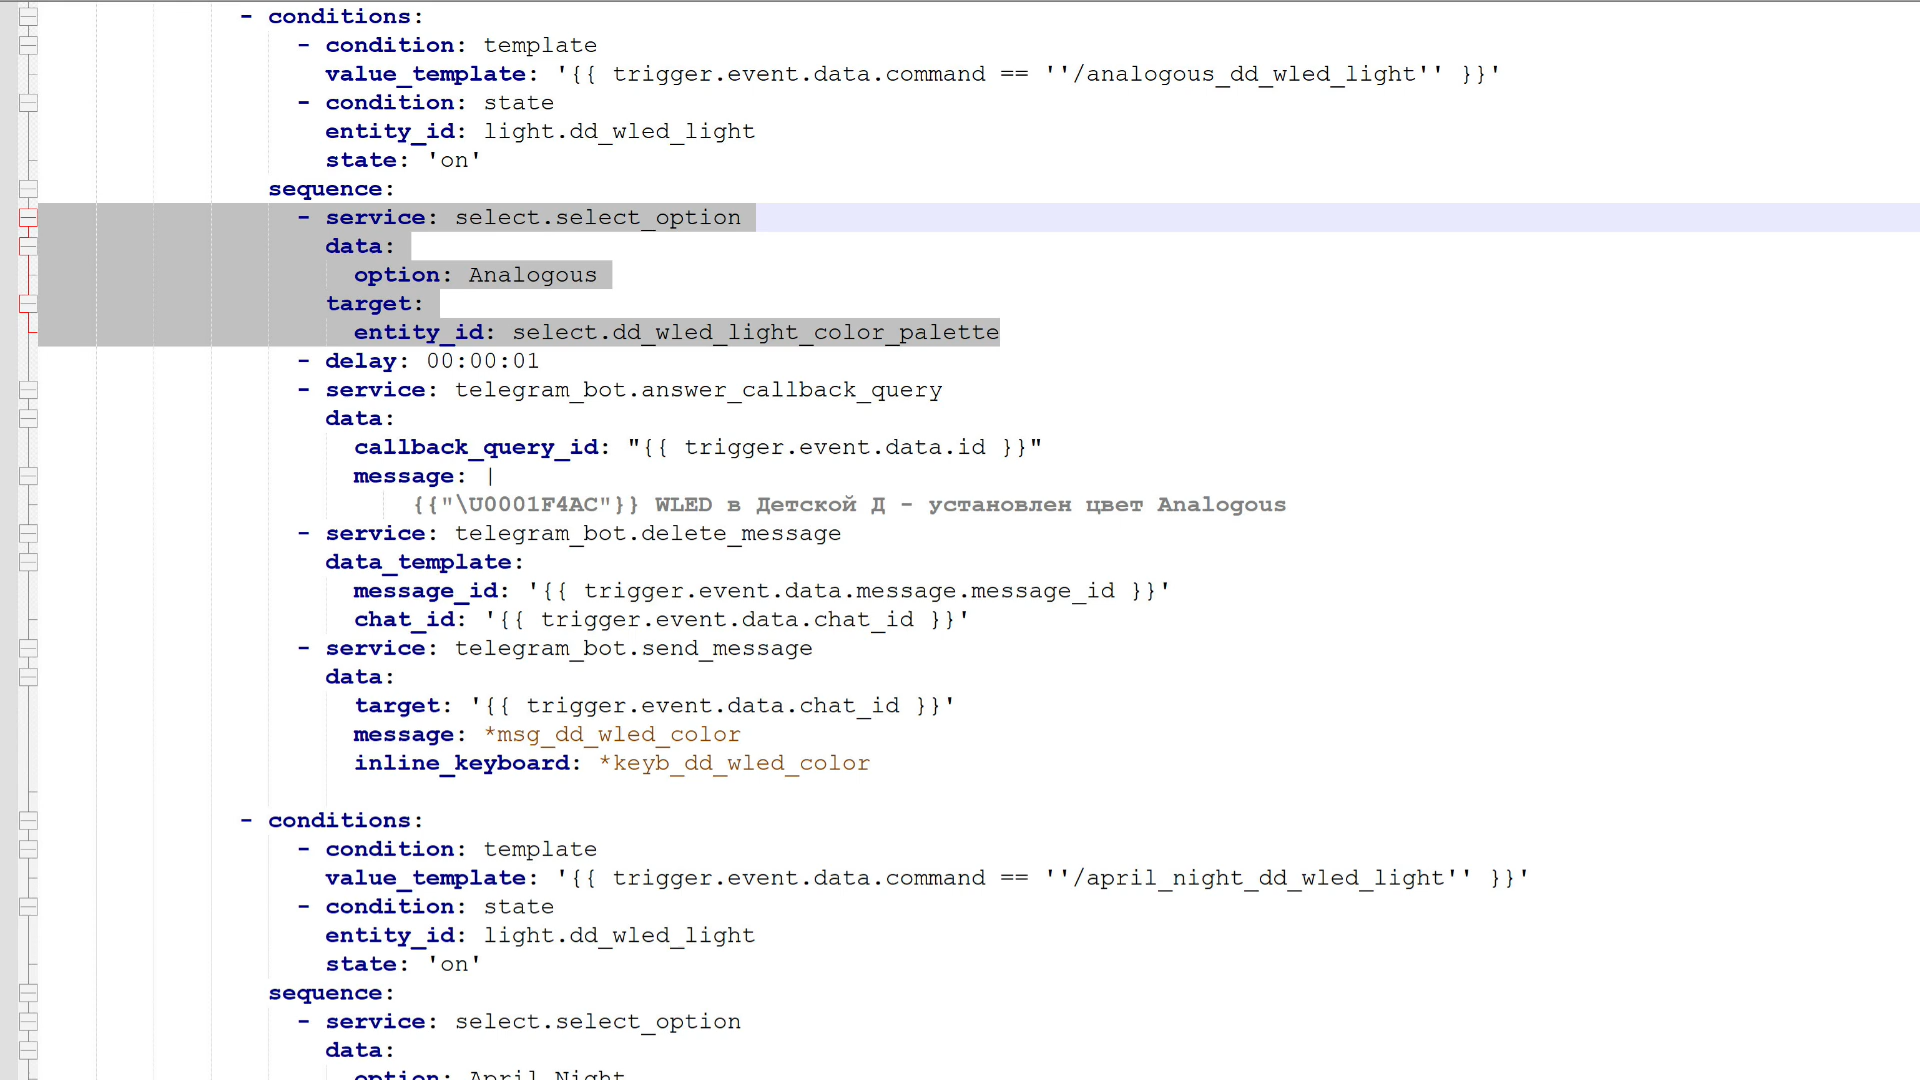 - conditions:
- condition: template
value_template: '{{ trigger.event.data.command == ''/analogous_dd_wled_light'' }}'
- condition: state
entity_id: light.dd_wled_light
state: 'on'
sequence:
- service: select.select_option
data:
option: Analogous
target:
entity_id: select.dd_wled_light_color_palette
- delay: 00:00:01
- service: telegram_bot.answer_callback_query
data:
callback_query_id: "{{ trigger.event.data.id }}"
message: |
{{"\U0001F4AC"}} WLED в Детской Д - установлен цвет Analogous
- service: telegram_bot.delete_message
data_template:
message_id: '{{ trigger.event.data.message.message_id }}'
chat_id: '{{ trigger.event.data.chat_id }}'
- service: telegram_bot.send_message
data:
target: '{{ trigger.event.data.chat_id }}'
message: *msg_dd_wled_color
inline_keyboard: *keyb_dd_wled_color
- conditions:
- condition: template
value_template: '{{ trigger.event.data.command == ''/april_night_dd_wled_light'' }}'
- condition: state
entity_id: light.dd_wled_light
state: 'on'
sequence:
- service: select.select_option
data:
option: April Night